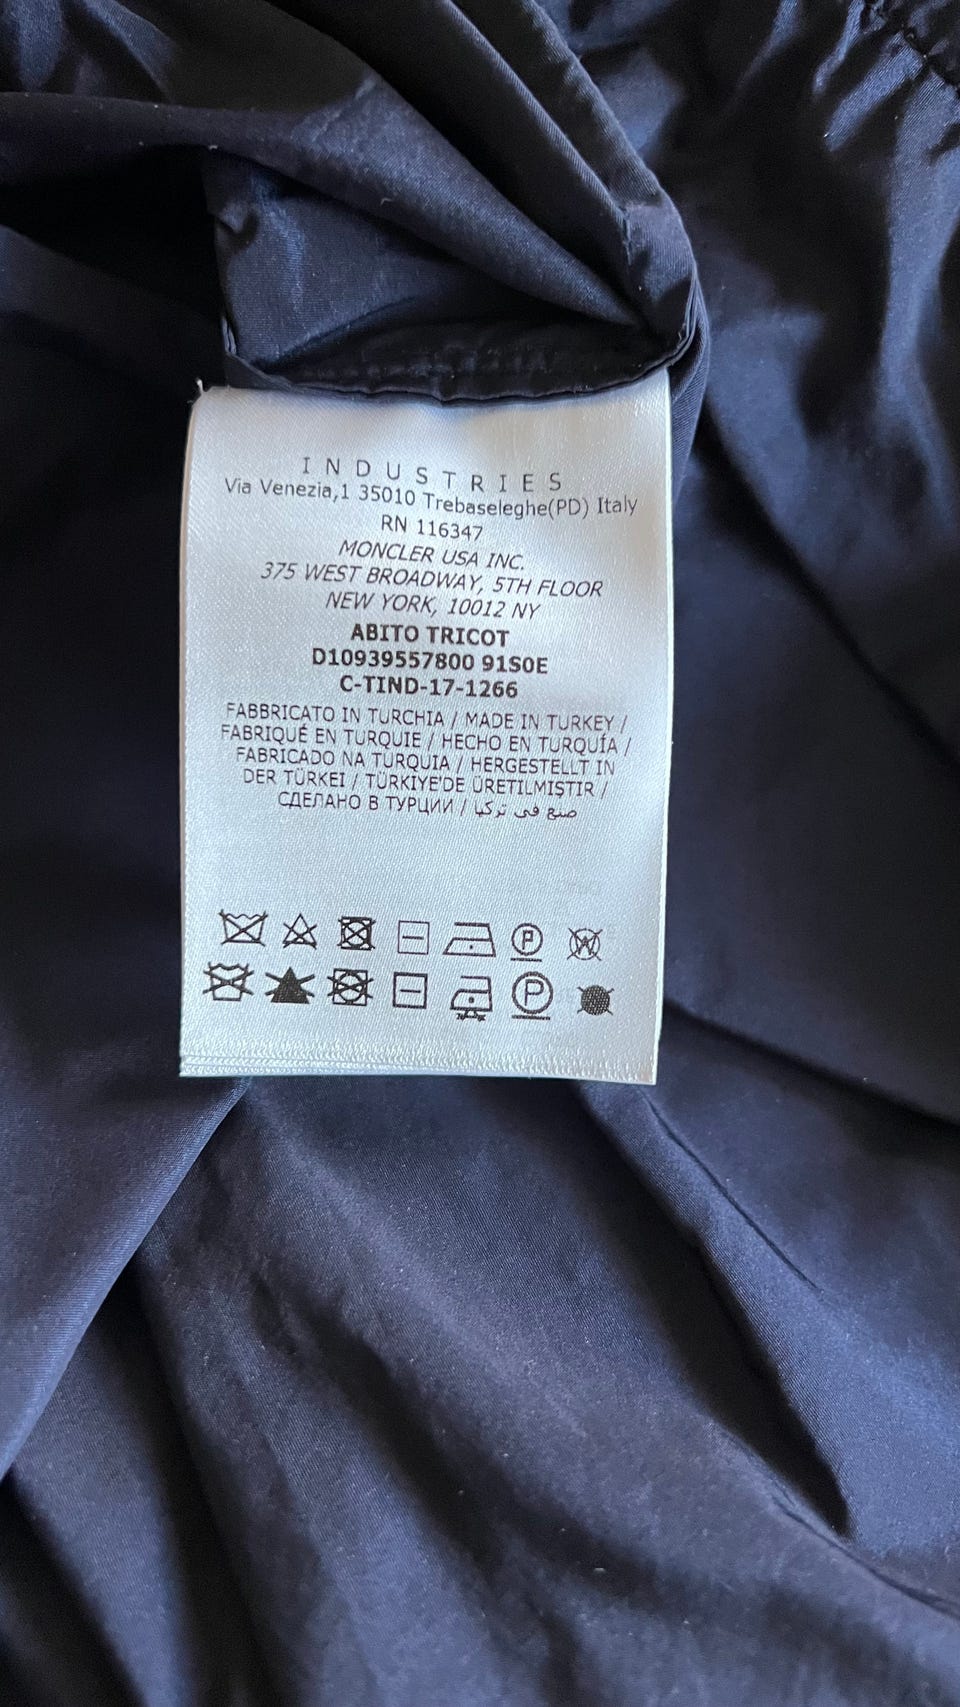 INDUSTRIES
Via Venezia,1 35010 Trebaseleghe(PD) Italy
RN 116347
MONCLER USA INC.
375 WEST BROADWAY, 5TH FLOOR
NEW YORK, 10012 NY
ABITO TRICOT
D10939557800 91S0E
C-TIND-17-1266
FABBRICATO IN TURCHIA / MADE IN TURKEY /
FABRIQUÉ EN TURQUIE / HECHO EN TURQUÍA /
FABRICADO NA TURQUIA / HERGESTELLT IN
DER TÜRKEI / TÜRKIYE'DE ÜRETILMIŞTIR /
СДЕЛАНО В ТУРЦИИ / صنع في تركيا
P W
P